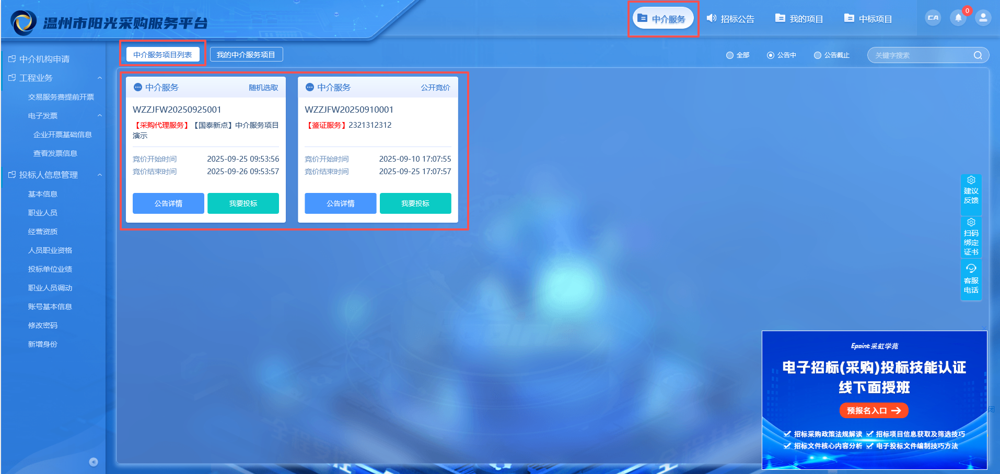 温州市阳光采购服务平台
中介服务
招标公告
我的项目
中标项目
CA
0
中介机构申请
工程业务
交易服务费提前开票
电子发票
企业开票基础信息
查看发票信息
投标人信息管理
基本信息
职业人员
经营资质
人员职业资格
投标单位业绩
职业人员调动
账号基本信息
修改密码
新增身份
中介服务项目列表
我的中介服务项目
全部
公告中
公告截止
关键字搜索
中介服务
随机选取
WZZJFW20250925001
【采购代理服务】【国泰新点】中介服务项目
演示
竞价开始时间
2025-09-25 09:53:56
竞价结束时间
2025-09-26 09:53:57
公告详情
我要投标
中介服务
公开竞价
WZZJFW20250910001
【鉴证服务】2321312312
竞价开始时间
2025-09-10 17:07:55
竞价结束时间
2025-09-25 17:07:57
公告详情
我要投标
建议
反馈
扫码
绑定
证书
客服
电话
Epoint 采虹学苑
电子招标(采购)投标技能认证
线下面授班
预报名入口
招标采购政策法规解读
招标项目信息获取及筛选技巧
招标文件核心内容分析
电子投标文件编制技巧方法
闭